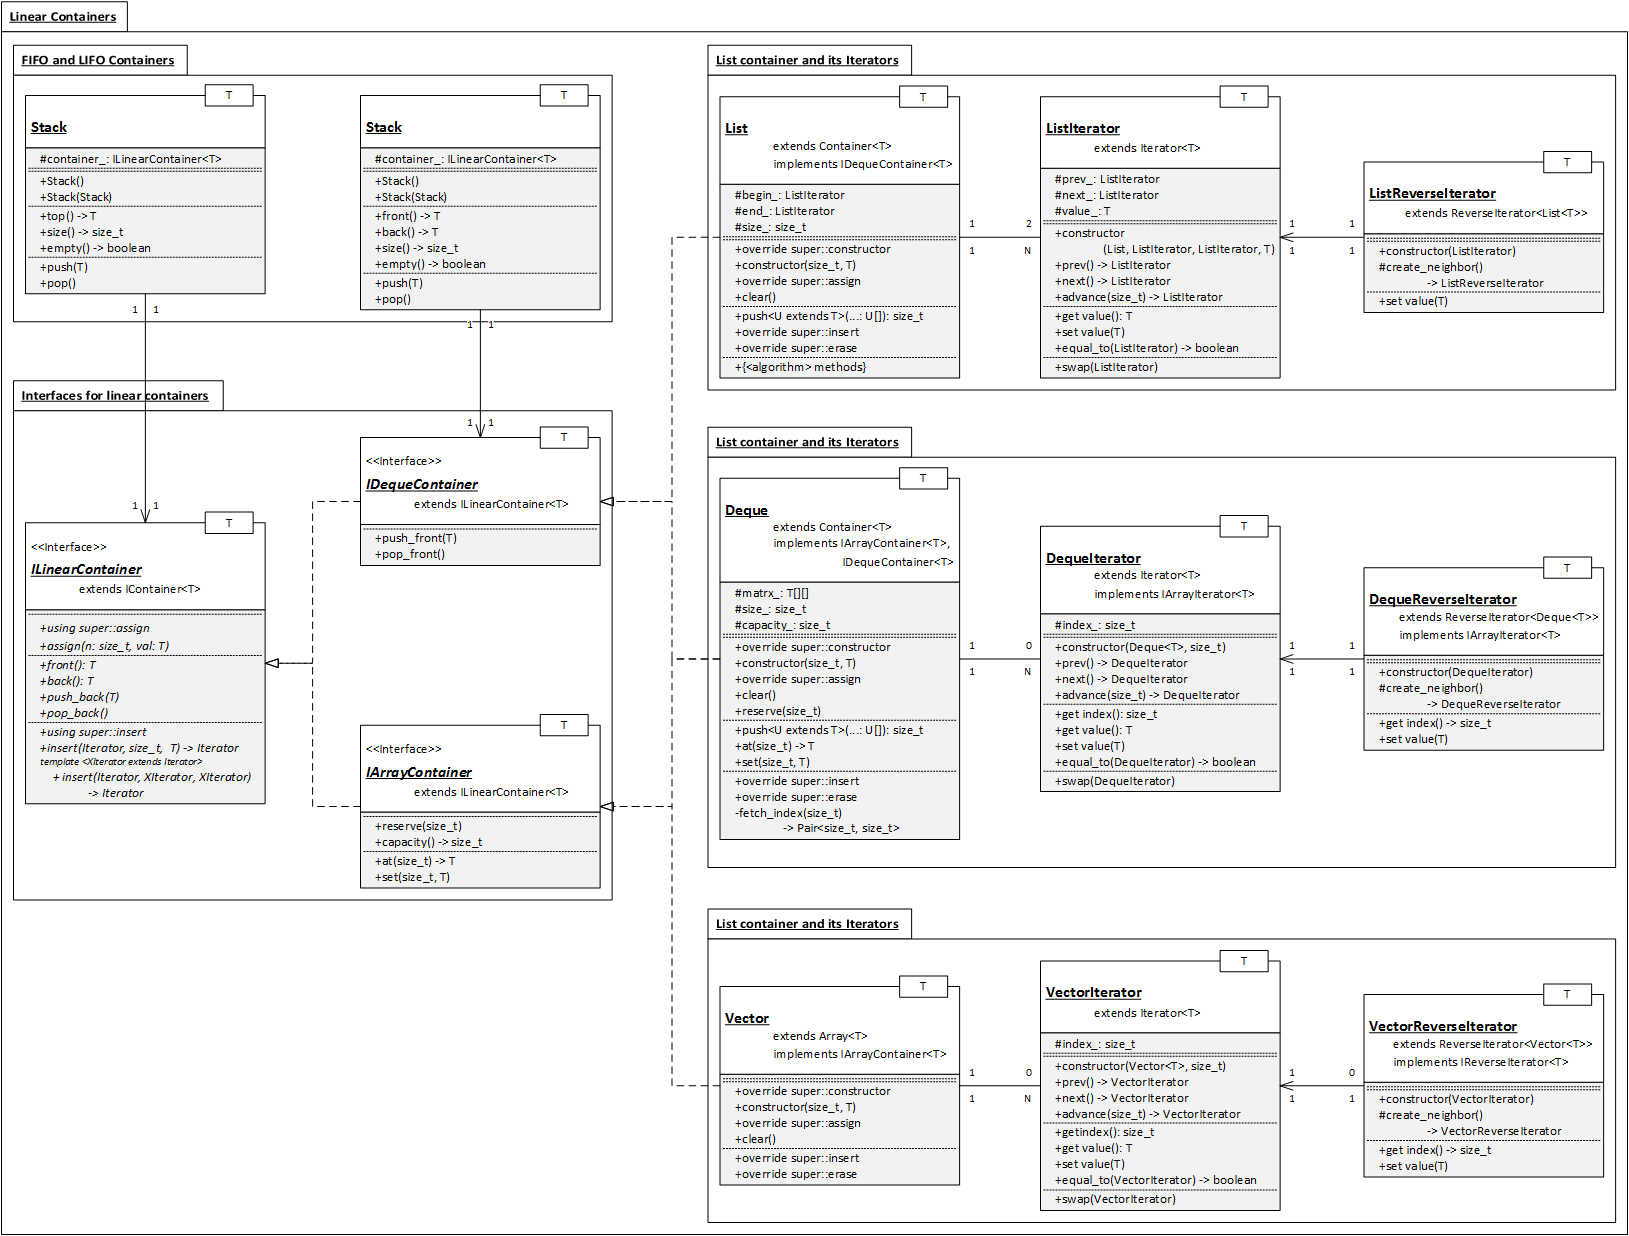 Linear Containers
FIFO and LIFO Containers
T
Stack
#container_: ILinearContainer<T>
+Stack()
+Stack(Stack)
+top() -> T
+size() -> size_t
+empty() -> boolean
+push(T)
+pop()
1 1
T
Stack
#container_: ILinearContainer<T>
+Stack()
+Stack(Stack)
+front() -> T
+back() -> T
+size() -> size_t
+empty() -> boolean
+push(T)
+pop()
1 1
Interfaces for linear containers
1 1
T
<<Interface>>
ILinearContainer
extends IContainer<T>
+using super::assign
+assign(n: size_t, val: T)
+front(): T
+back(): T
+push_back(T)
+pop_back()
+using super::insert
+insert(Iterator, size_t, T) -> Iterator
template <XIterator extends Iterator>
+ insert(Iterator, XIterator, XIterator)
-> Iterator
1 1
T
<<Interface>>
IDequeContainer
extends ILinearContainer<T>
+push_front(T)
+pop_front()
T
<<Interface>>
IArrayContainer
extends ILinearContainer<T>
+reserve(size_t)
+capacity() -> size_t
+at(size_t) -> T
+set(size_t, T)
List container and its Iterators
T
List
extends Container<T>
implements IDequeContainer<T>
#begin_: ListIterator
#end_: ListIterator
#size_: size_t
+override super::constructor
+constructor(size_t, T)
+override super::assign
+clear()
+push<U extends T>(...: U[]): size_t
+override super::insert
+override super::erase
+{<algorithm> methods}
1 2
1 N
T
ListIterator
extends Iterator<T>
#prev_: ListIterator
#next_: ListIterator
#value_: T
+constructor
(List, ListIterator, ListIterator, T)
+prev() -> ListIterator
+next() -> ListIterator
+advance(size_t) -> ListIterator
+get value(): T
+set value(T)
+equal_to(ListIterator) -> boolean
+swap(ListIterator)
1 1
1 1
T
ListReverseIterator
extends ReverseIterator<List<T>>
+constructor(ListIterator)
#create_neighbor()
-> ListReverseIterator
+set value(T)
List container and its Iterators
T
Deque
extends Container<T>
implements IArrayContainer<T>,
IDequeContainer<T>
#matrx_: T[][]
#size_: size_t
#capacity_: size_t
+override super::constructor
+constructor(size_t, T)
+override super::assign
+clear()
+reserve(size_t)
+push<U extends T>(...: U[]): size_t
+at(size_t) -> T
+set(size_t, T)
+override super::insert
+override super::erase
-fetch_index(size_t)
-> Pair<size_t, size_t>
1 0
1 N
T
DequeIterator
extends Iterator<T>
implements IArrayIterator<T>
#index_: size_t
+constructor(Deque<T>, size_t)
+prev() -> DequeIterator
+next() -> DequeIterator
+advance(size_t) -> DequeIterator
+get index(): size_t
+get value(): T
+set value(T)
+equal_to(DequeIterator) -> boolean
+swap(DequeIterator)
1 1
1 1
T
DequeReverseIterator
extends ReverseIterator<Deque<T>>
implements IArrayIterator<T>
+constructor(DequeIterator)
#create_neighbor()
-> DequeReverseIterator
+get index() -> size_t
+set value(T)
List container and its Iterators
T
Vector
extends Array<T>
implements IArrayContainer<T>
+override super::constructor
+constructor(size_t, T)
+override super::assign
+clear()
+override super::insert
+override super::erase
1 0
1 N
T
VectorIterator
extends Iterator<T>
#index_: size_t
+constructor(Vector<T>, size_t)
+prev() -> VectorIterator
+next() -> VectorIterator
+advance(size_t) -> VectorIterator
+getindex(): size_t
+get value(): T
+set value(T)
+equal_to(VectorIterator) -> boolean
+swap(VectorIterator)
1 0
1 1
T
VectorReverseIterator
extends ReverseIterator<Vector<T>>
implements IReverseIterator<T>
+constructor(VectorIterator)
#create_neighbor()
-> VectorReverseIterator
+get index() -> size_t
+set value(T)